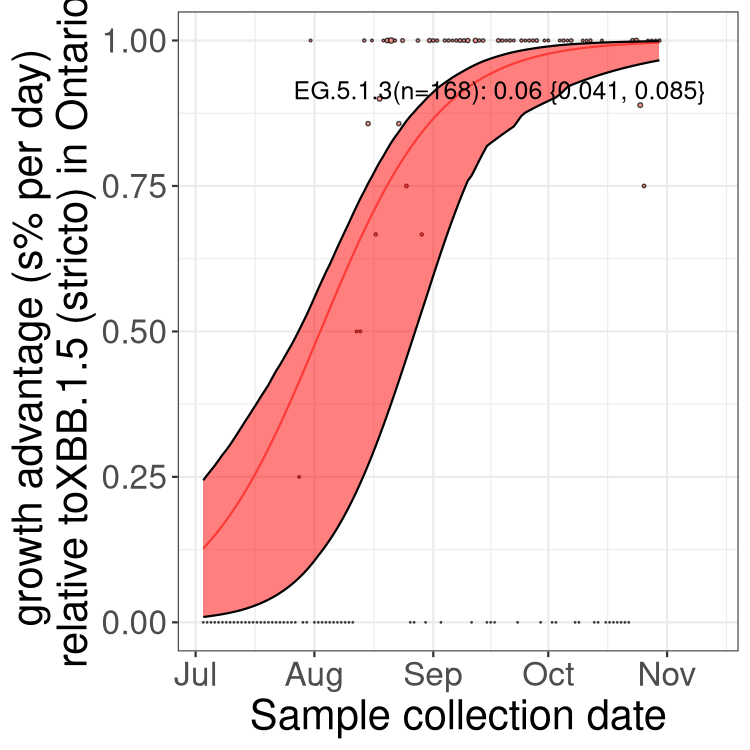 growth advantage (s% per day)
relative toXBB.1.5 (stricto) in Ontario
1.00
0.75
0.50
0.25
0.00
EG.5.1.3(n=168): 0.06 {0.041, 0.085}
Jul Aug Sep Oct Nov
Sample collection date